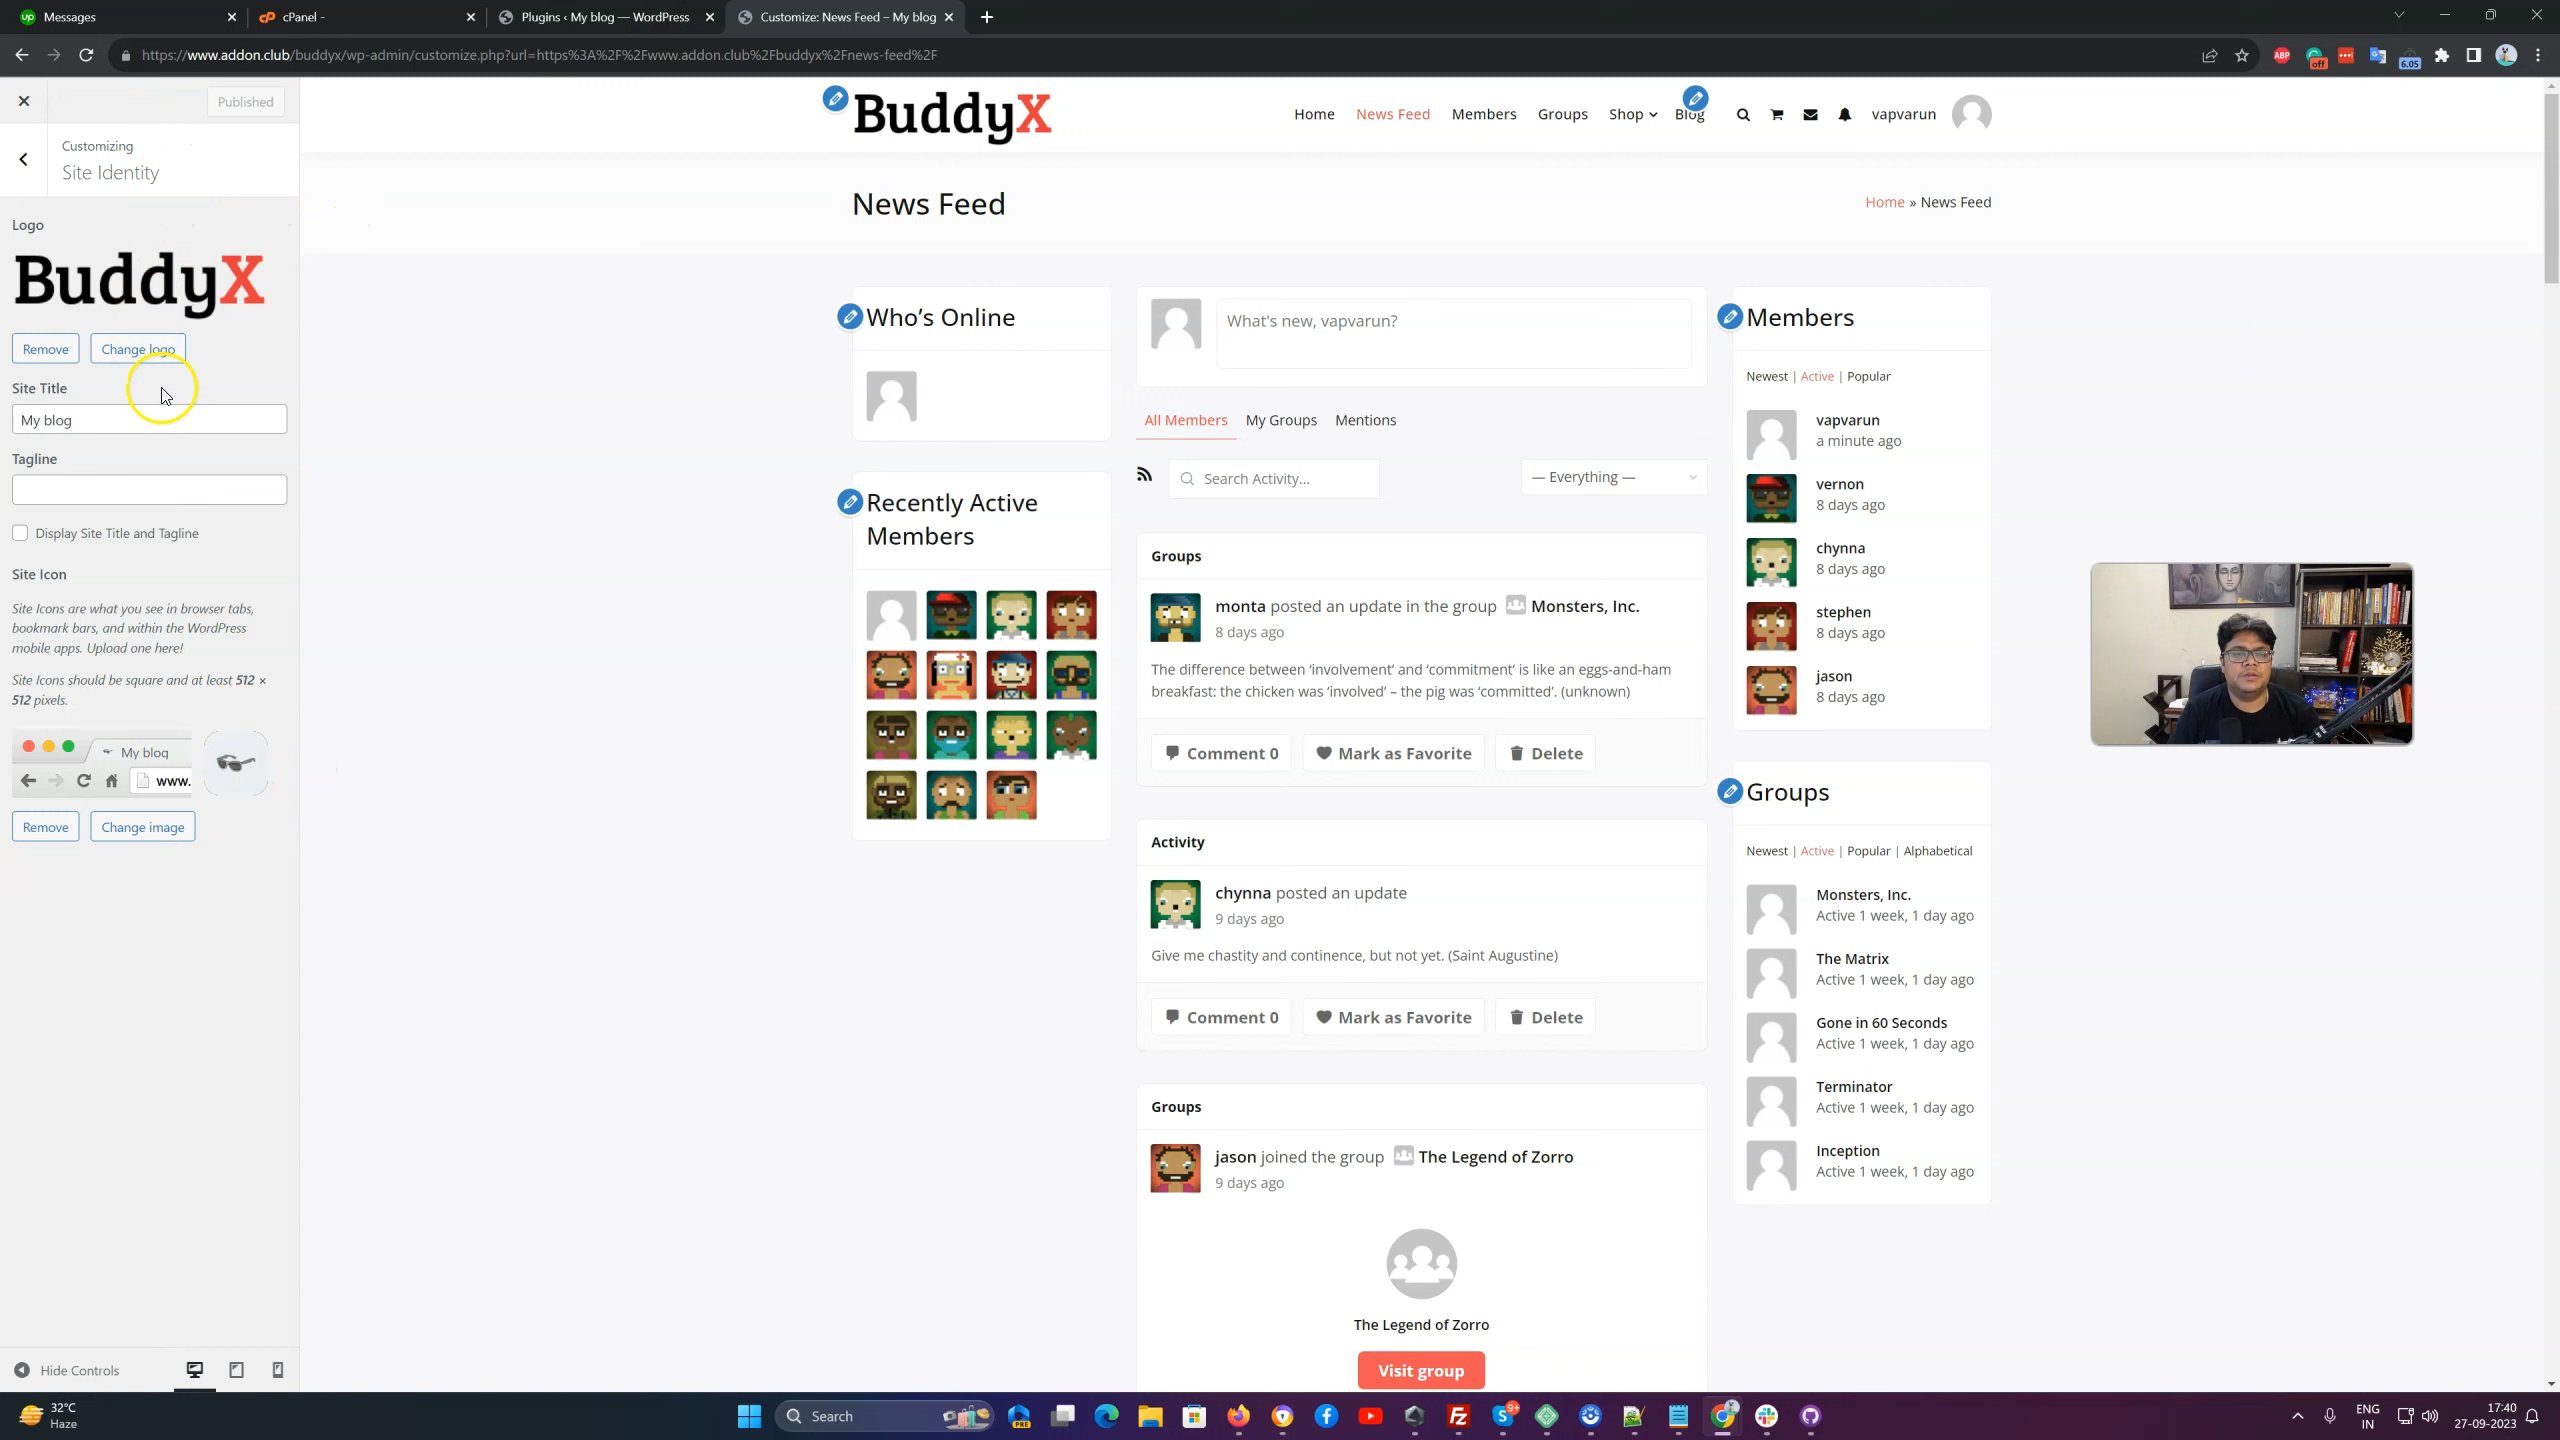 Messages
cPanel -
Plugins ‹ My blog — WordPress
Customize: News Feed – My blog
https://www.addon.club/buddyx/wp-admin/customize.php?url=https%3A%2F%2Fwww.addon.club%2Fbuddyx%2Fnews-feed%2F
ABP
off
6.05
Published
Customizing
Site Identity
Logo
BuddyX
Remove
Change logo
Site Title
My blog
Tagline
Display Site Title and Tagline
Site Icon
Site Icons are what you see in browser tabs,
bookmark bars, and within the WordPress
mobile apps. Upload one here!
Site Icons should be square and at least 512 ×
512 pixels.
My blog
www.
Remove
Change image
Hide Controls
BuddyX
Home
News Feed
Members
Groups
Shop
Blog
vapvarun
News Feed
Home » News Feed
Who’s Online
Recently Active
Members
What's new, vapvarun?
All Members
My Groups
Mentions
Search Activity...
— Everything —
Groups
monta posted an update in the group Monsters, Inc.
8 days ago
The difference between ‘involvement’ and ‘commitment’ is like an eggs-and-ham
breakfast: the chicken was ‘involved’ – the pig was ‘committed’. (unknown)
Comment 0
Mark as Favorite
Delete
Activity
chynna posted an update
9 days ago
Give me chastity and continence, but not yet. (Saint Augustine)
Comment 0
Mark as Favorite
Delete
Groups
jason joined the group The Legend of Zorro
9 days ago
The Legend of Zorro
Visit group
Members
Newest | Active | Popular
vapvarun
a minute ago
vernon
8 days ago
chynna
8 days ago
stephen
8 days ago
jason
8 days ago
Groups
Newest | Active | Popular | Alphabetical
Monsters, Inc.
Active 1 week, 1 day ago
The Matrix
Active 1 week, 1 day ago
Gone in 60 Seconds
Active 1 week, 1 day ago
Terminator
Active 1 week, 1 day ago
Inception
Active 1 week, 1 day ago
32°C
Haze
Search
PRE
9+
ENG
IN
17:40
27-09-2023